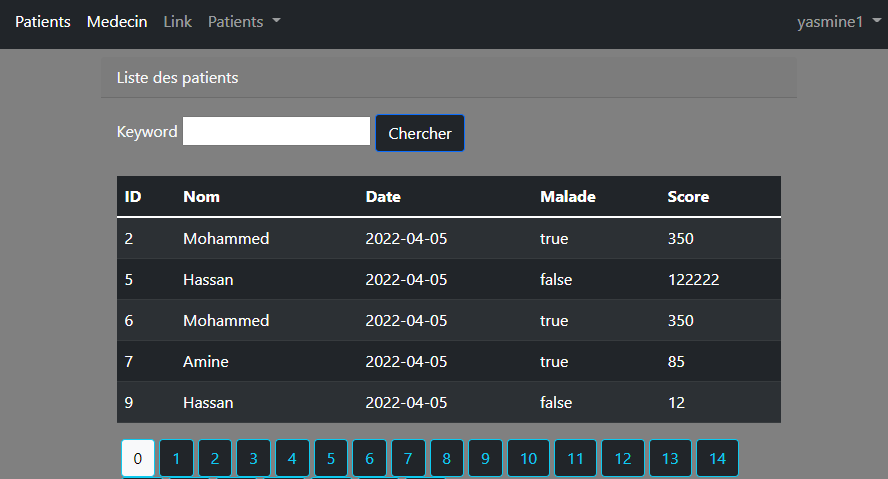 Patients Medecin Link Patients yasmine1
Liste des patients
Keyword Chercher
ID Nom Date Malade Score
2 Mohammed 2022-04-05 true 350
5 Hassan 2022-04-05 false 122222
6 Mohammed 2022-04-05 true 350
7 Amine 2022-04-05 true 85
9 Hassan 2022-04-05 false 12
0 1 2 3 4 5 6 7 8 9 10 11 12 13 14